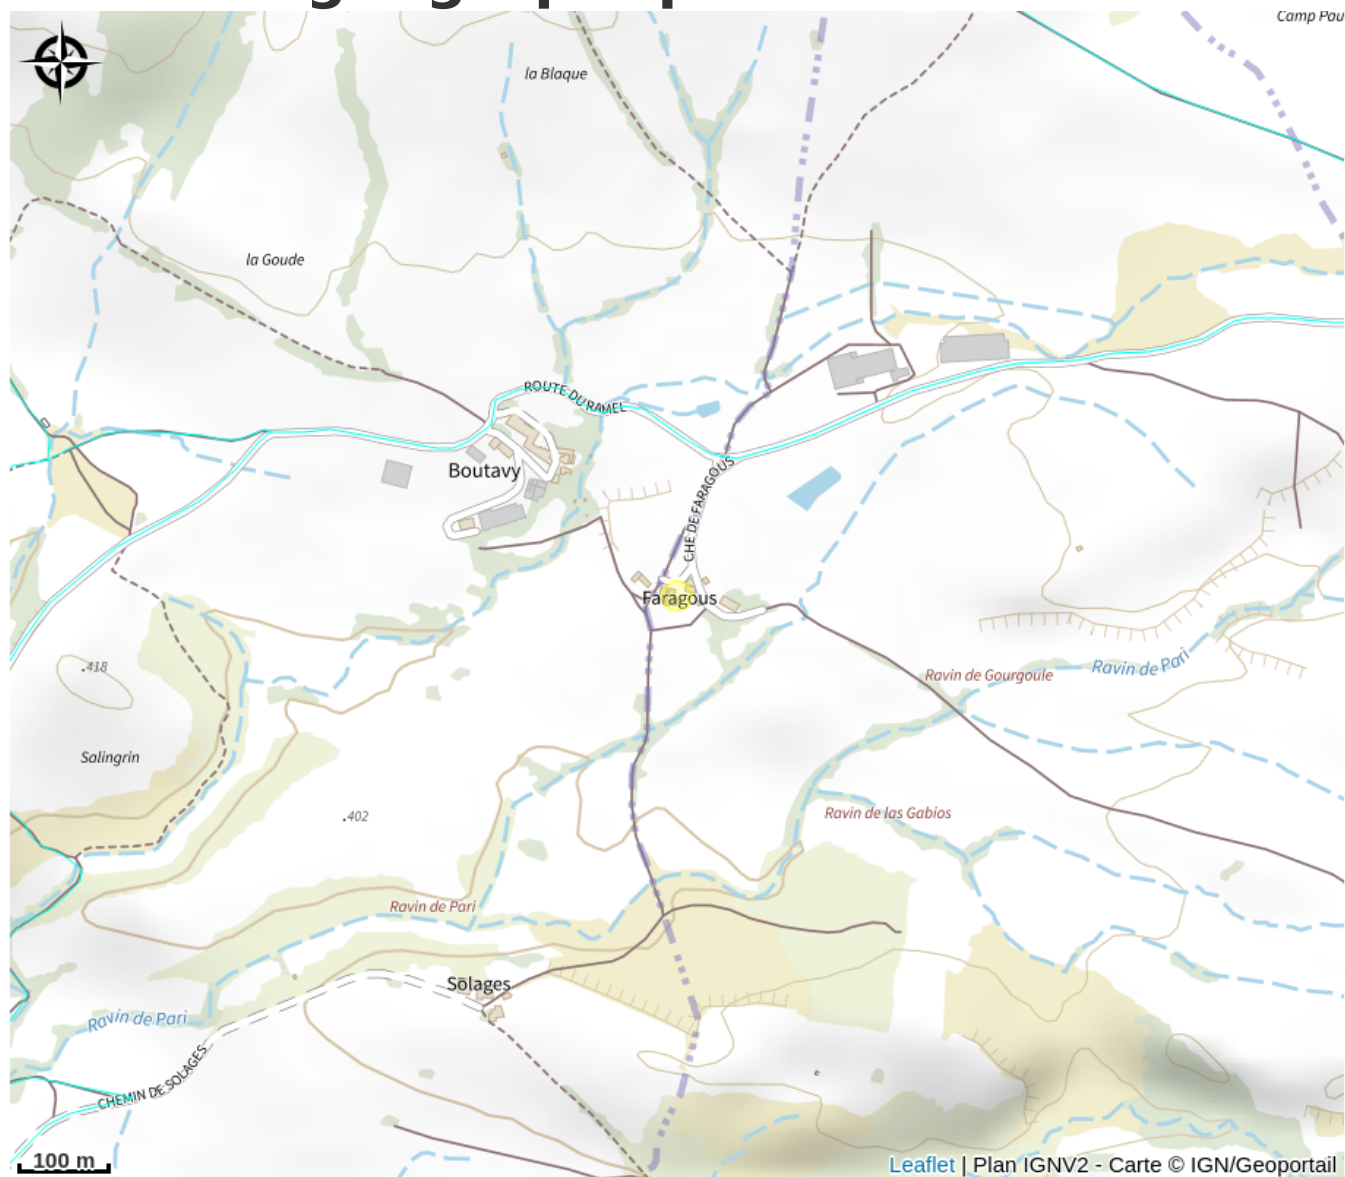 Camp Pou
la Blaque
la Goude
ROUTE DU RAMEL
Boutavy
CHE DE FARAGOUS
Faragous
Ravin de Pari
Ravin de Gourgoule
.418
Salingrin
.402
Ravin de las Gabios
Ravin de Pari
Solages
Ravin de Pari
CHEMIN DE SOLAGES
100 m
Leaflet | Plan IGNV2 - Carte © IGN/Geoportail